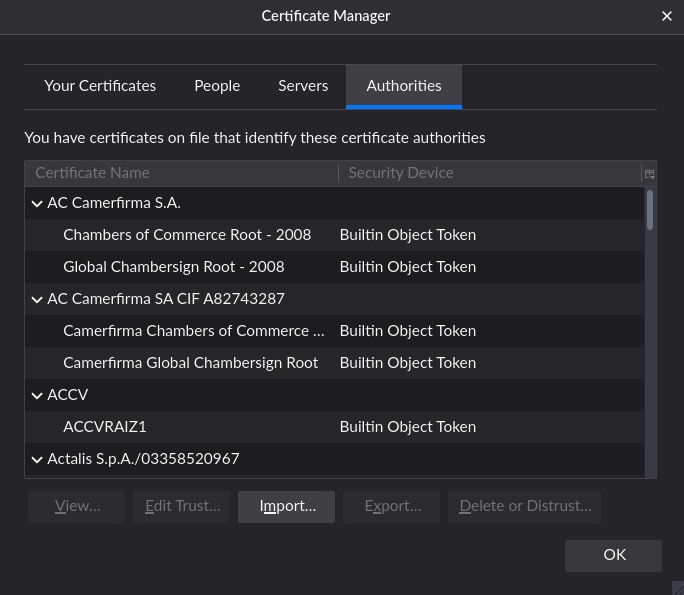 Certificate Manager
Your Certificates People Servers Authorities
You have certificates on file that identify these certificate authorities
Certificate Name Security Device
AC Camerfirma S.A.
Chambers of Commerce Root - 2008 Builtin Object Token
Global Chambersign Root - 2008 Builtin Object Token
AC Camerfirma SA CIF A82743287
Camerfirma Chambers of Commerce ... Builtin Object Token
Camerfirma Global Chambersign Root Builtin Object Token
ACCV
ACCVRAIZ1 Builtin Object Token
Actalis S.p.A./03358520967
View... Edit Trust... Import... Export... Delete or Distrust...
OK